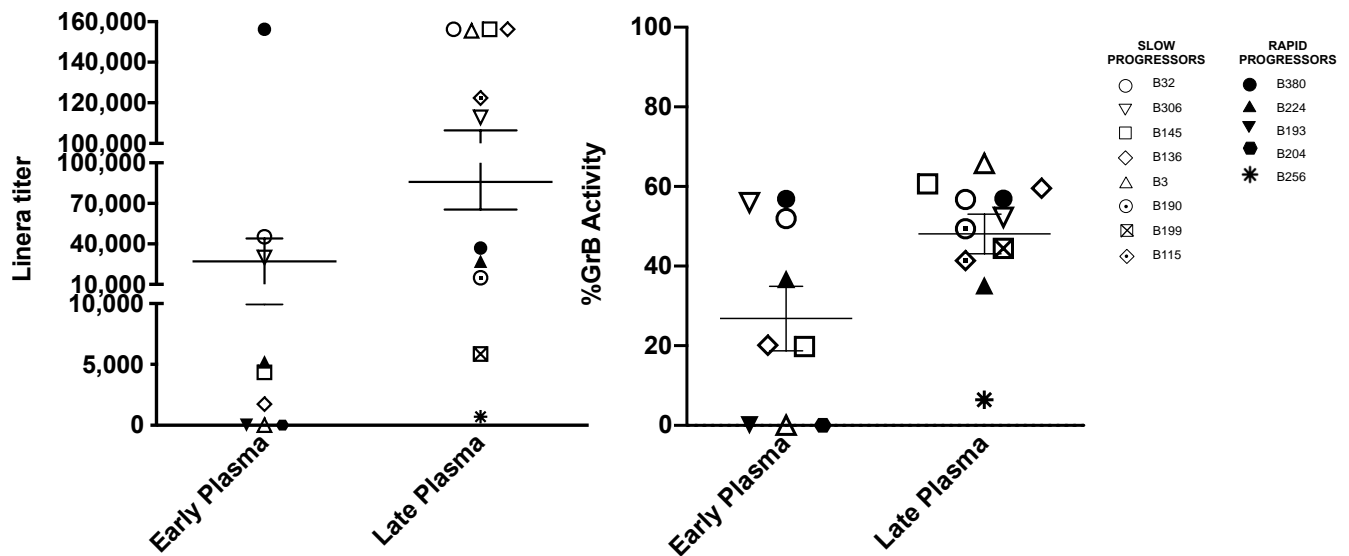 Linera titer
160,000
140,000
120,000
100,000
100,000
70,000
40,000
10,000
10,000
5,000
0
Early Plasma
Late Plasma
%GrB Activity
100
80
60
40
20
0
Early Plasma
Late Plasma
SLOW
PROGRESSORS
B32
B306
B145
B136
B3
B190
B199
B115
RAPID
PROGRESSORS
B380
B224
B193
B204
B256